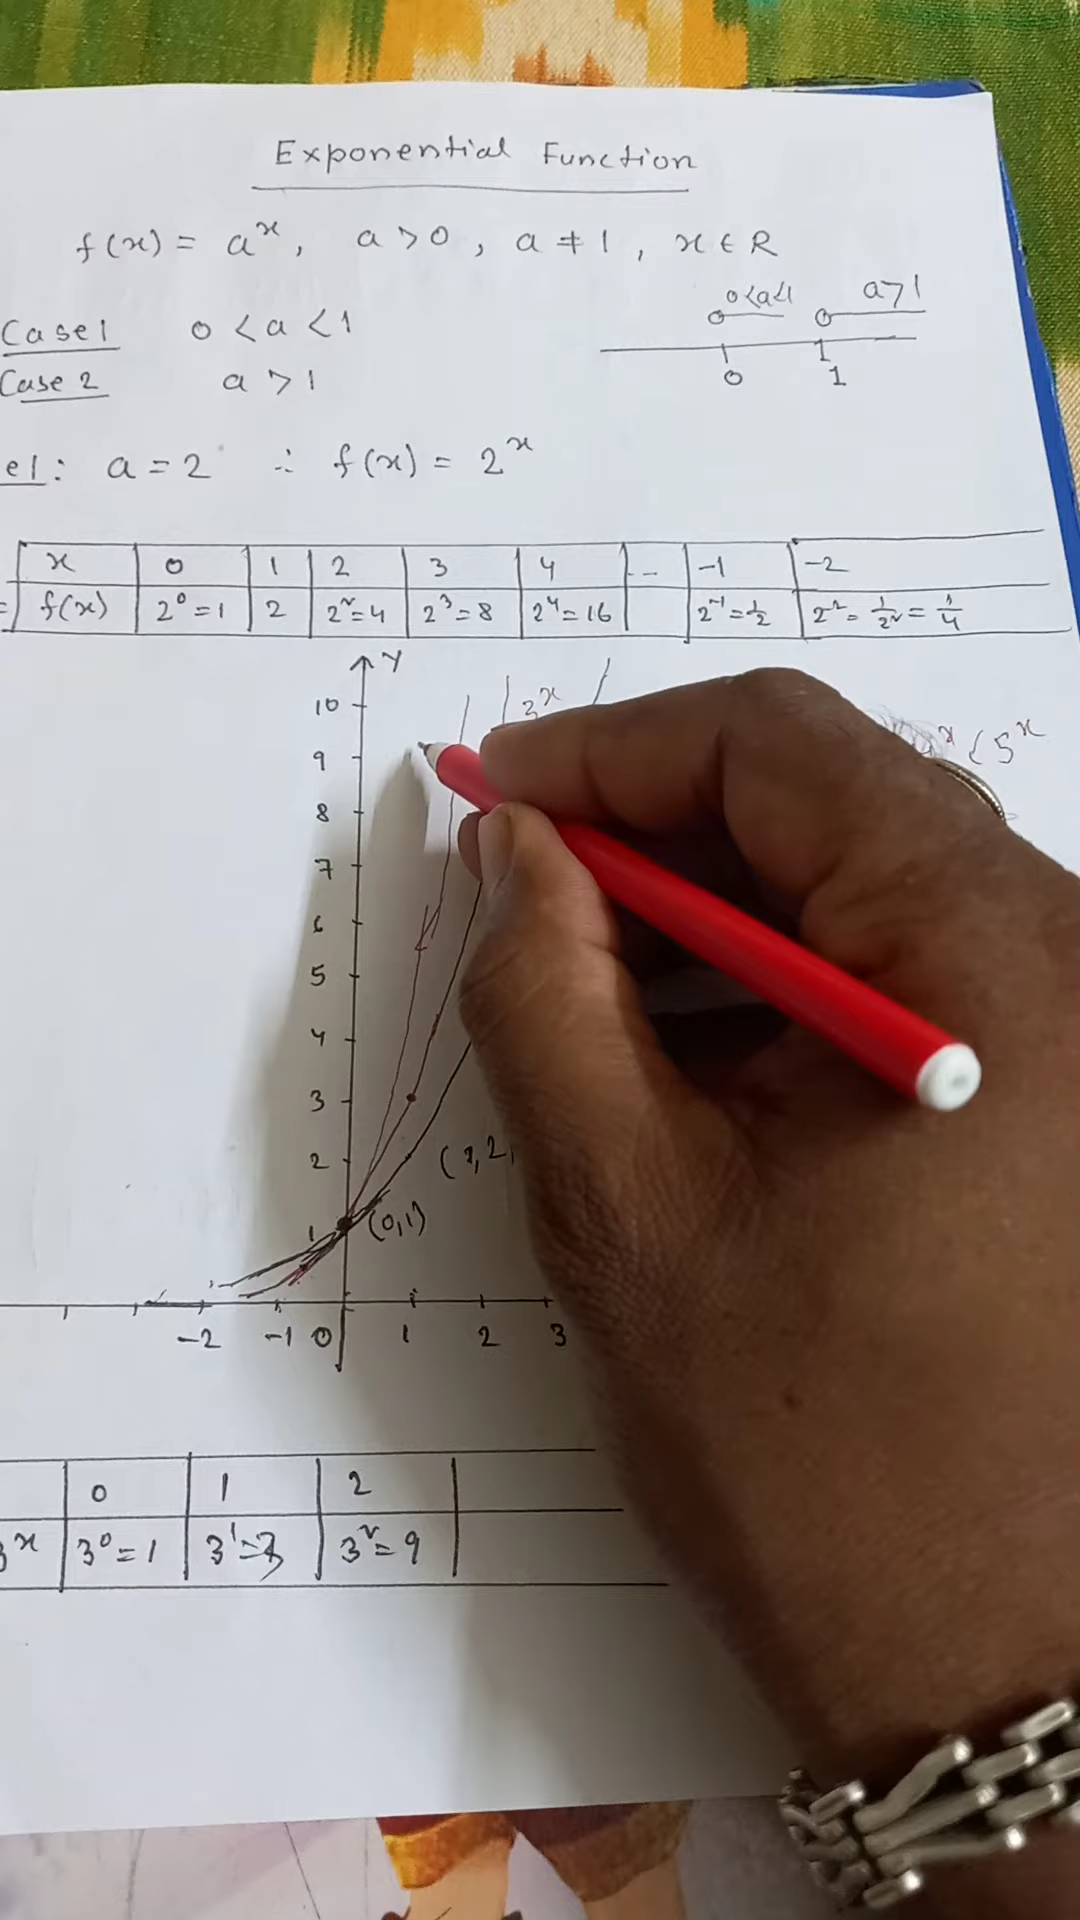 Exponential Function
f(x) = a^x, a > 0, a ≠ 1, x ∈ R
0<a<1 a>1
Case 1 0 < a < 1
0 1
Case 2 a > 1
e1: a = 2 ∴ f(x) = 2^x
x 0 1 2 3 4 -- -1 -2
f(x) 2^0=1 2 2^2=4 2^3=8 2^4=16 2^-1=1/2 2^-2=1/2^2=1/4
Y
10 3^x
9 < 5^x
8
7
6
5
4
3
2
1 (0,1)
-2 -1 0 1 2 3
0 1 2
3^x 3^0=1 3^1=3 3^2=9